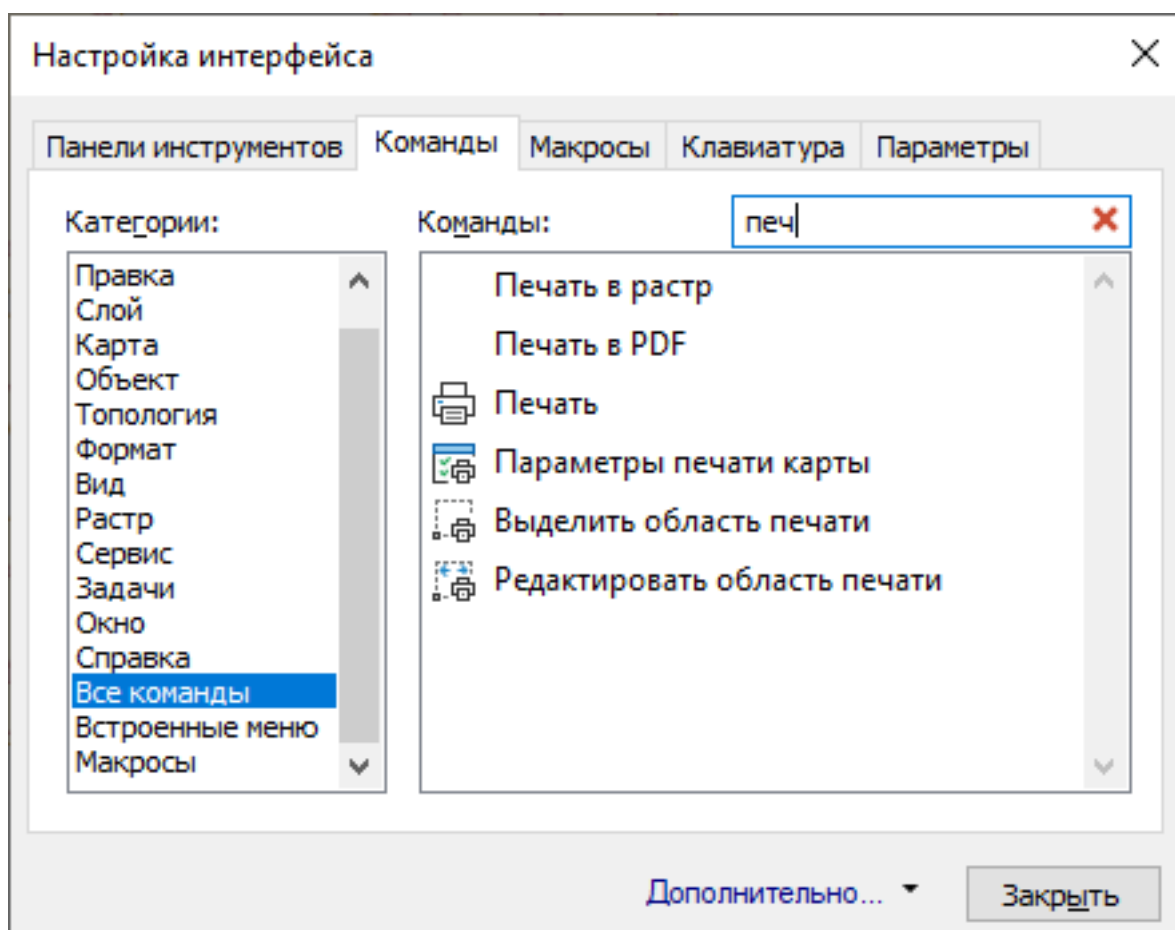 Настройка интерфейса
Панели инструментов Команды Макросы Клавиатура Параметры
Категории:
Правка
Слой
Карта
Объект
Топология
Формат
Вид
Растр
Сервис
Задачи
Окно
Справка
Все команды
Встроенные меню
Макросы
Команды:
печ
Печать в растр
Печать в PDF
Печать
Параметры печати карты
Выделить область печати
Редактировать область печати
Дополнительно...
Закрыть